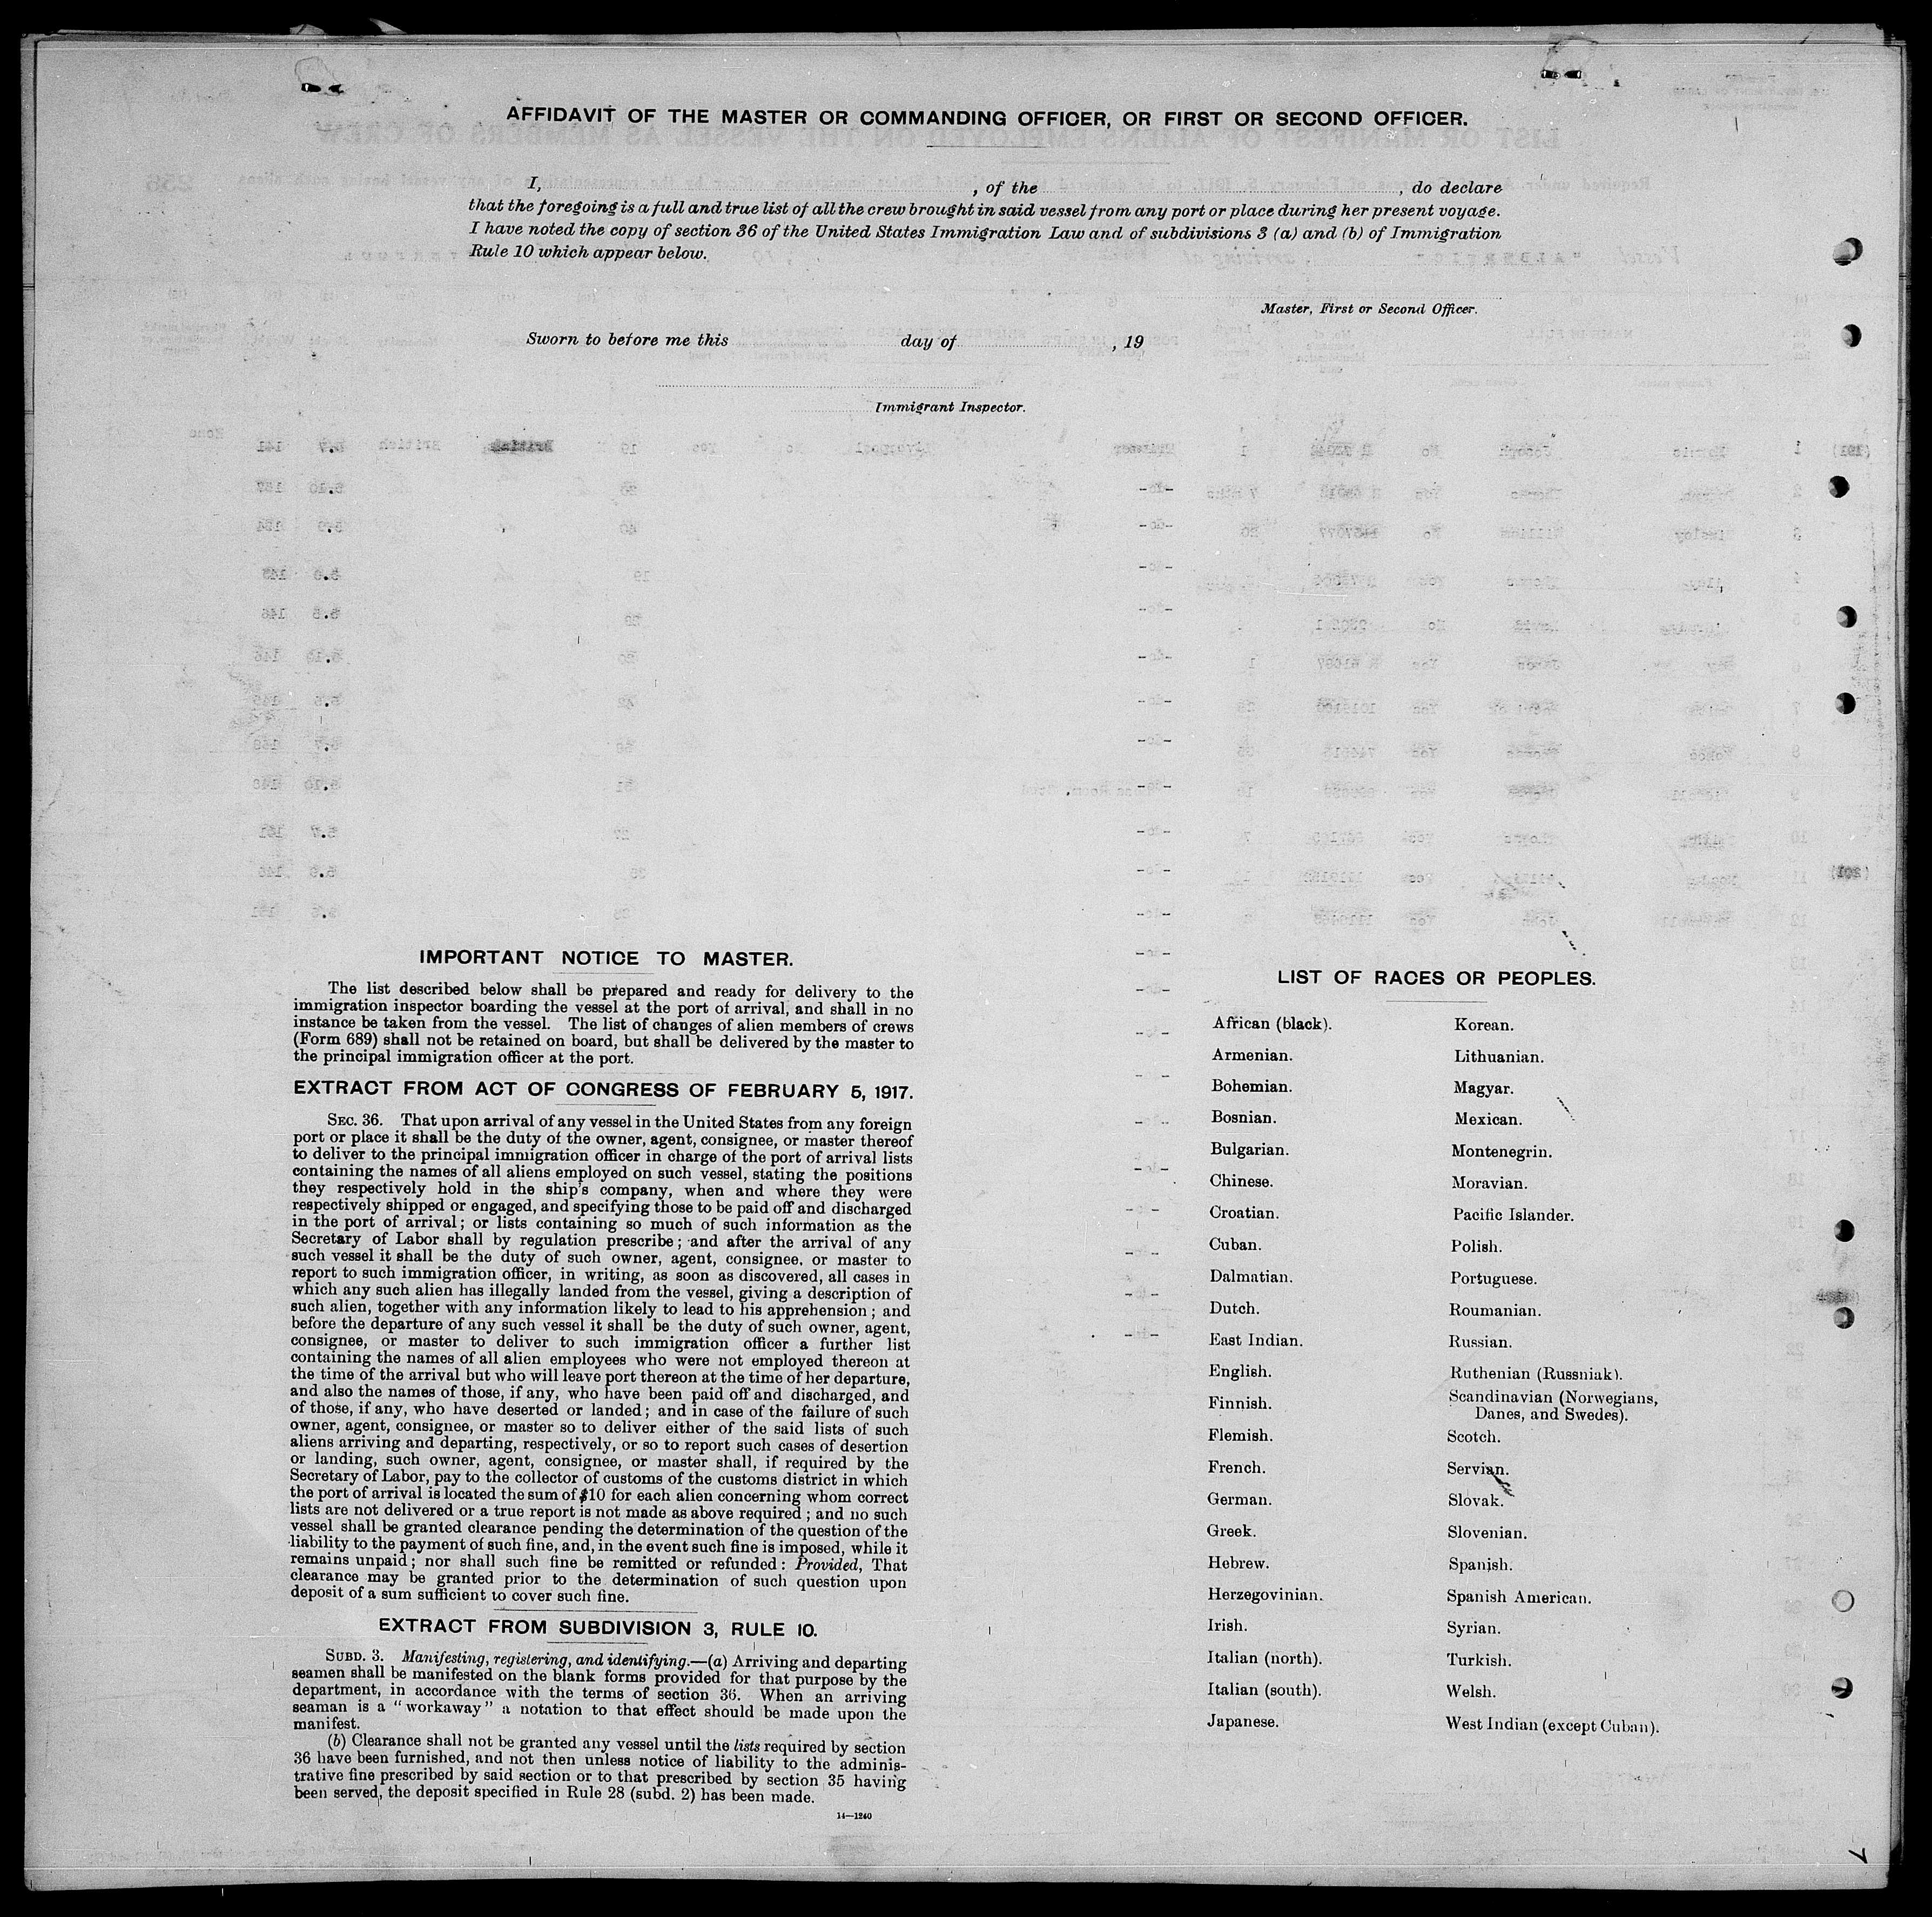 AFFIDAVIT OF THE MASTER OR COMMANDING OFFICER, OR FIRST OR SECOND OFFICER.
I, , of the , do declare
that the foregoing is a full and true list of all the crew brought in said vessel from any port or place during her present voyage.
I have noted the copy of section 36 of the United States Immigration Law and of subdivisions 3 (a) and (b) of Immigration
Rule 10 which appear below.
Master, First or Second Officer.
Sworn to before me this day of , 19
Immigrant Inspector.
IMPORTANT NOTICE TO MASTER.
The list described below shall be prepared and ready for delivery to the
immigration inspector boarding the vessel at the port of arrival, and shall in no
instance be taken from the vessel. The list of changes of alien members of crews
(Form 689) shall not be retained on board, but shall be delivered by the master to
the principal immigration officer at the port.
EXTRACT FROM ACT OF CONGRESS OF FEBRUARY 5, 1917.
SEC. 36. That upon arrival of any vessel in the United States from any foreign
port or place it shall be the duty of the owner, agent, consignee, or master thereof
to deliver to the principal immigration officer in charge of the port of arrival lists
containing the names of all aliens employed on such vessel, stating the positions
they respectively hold in the ship's company, when and where they were
respectively shipped or engaged, and specifying those to be paid off and discharged
in the port of arrival; or lists containing so much of such information as the
Secretary of Labor shall by regulation prescribe; and after the arrival of any
such vessel it shall be the duty of such owner, agent, consignee, or master to
report to such immigration officer, in writing, as soon as discovered, all cases in
which any such alien has illegally landed from the vessel, giving a description of
such alien, together with any information likely to lead to his apprehension; and
before the departure of any such vessel it shall be the duty of such owner, agent,
consignee, or master to deliver to such immigration officer a further list
containing the names of all alien employees who were not employed thereon at
the time of the arrival but who will leave port thereon at the time of her departure,
and also the names of those, if any, who have been paid off and discharged, and
of those, if any, who have deserted or landed; and in case of the failure of such
owner, agent, consignee, or master so to deliver either of the said lists of such
aliens arriving and departing, respectively, or so to report such cases of desertion
or landing, such owner, agent, consignee, or master shall, if required by the
Secretary of Labor, pay to the collector of customs of the customs district in which
the port of arrival is located the sum of $10 for each alien concerning whom correct
lists are not delivered or a true report is not made as above required; and no such
vessel shall be granted clearance pending the determination of the question of the
liability to the payment of such fine, and, in the event such fine is imposed, while it
remains unpaid; nor shall such fine be remitted or refunded: Provided, That
clearance may be granted prior to the determination of such question upon
deposit of a sum sufficient to cover such fine.
EXTRACT FROM SUBDIVISION 3, RULE 10.
SUBD. 3. Manifesting, registering, and identifying.—(a) Arriving and departing
seamen shall be manifested on the blank forms provided for that purpose by the
department, in accordance with the terms of section 36. When an arriving
seaman is a "workaway" a notation to that effect should be made upon the
manifest.
(b) Clearance shall not be granted any vessel until the lists required by section
36 have been furnished, and not then unless notice of liability to the adminis-
trative fine prescribed by said section or to that prescribed by section 35 having
been served, the deposit specified in Rule 28 (subd. 2) has been made.
14—1240
LIST OF RACES OR PEOPLES.
African (black).
Armenian.
Bohemian.
Bosnian.
Bulgarian.
Chinese.
Croatian.
Cuban.
Dalmatian.
Dutch.
East Indian.
English.
Finnish.
Flemish.
French.
German.
Greek.
Hebrew.
Herzegovinian.
Irish.
Italian (north).
Italian (south).
Japanese.
Korean.
Lithuanian.
Magyar.
Mexican.
Montenegrin.
Moravian.
Pacific Islander.
Polish.
Portuguese.
Roumanian.
Russian.
Ruthenian (Russniak).
Scandinavian (Norwegians,
Danes, and Swedes).
Scotch.
Servian.
Slovak.
Slovenian.
Spanish.
Spanish American.
Syrian.
Turkish.
Welsh.
West Indian (except Cuban).